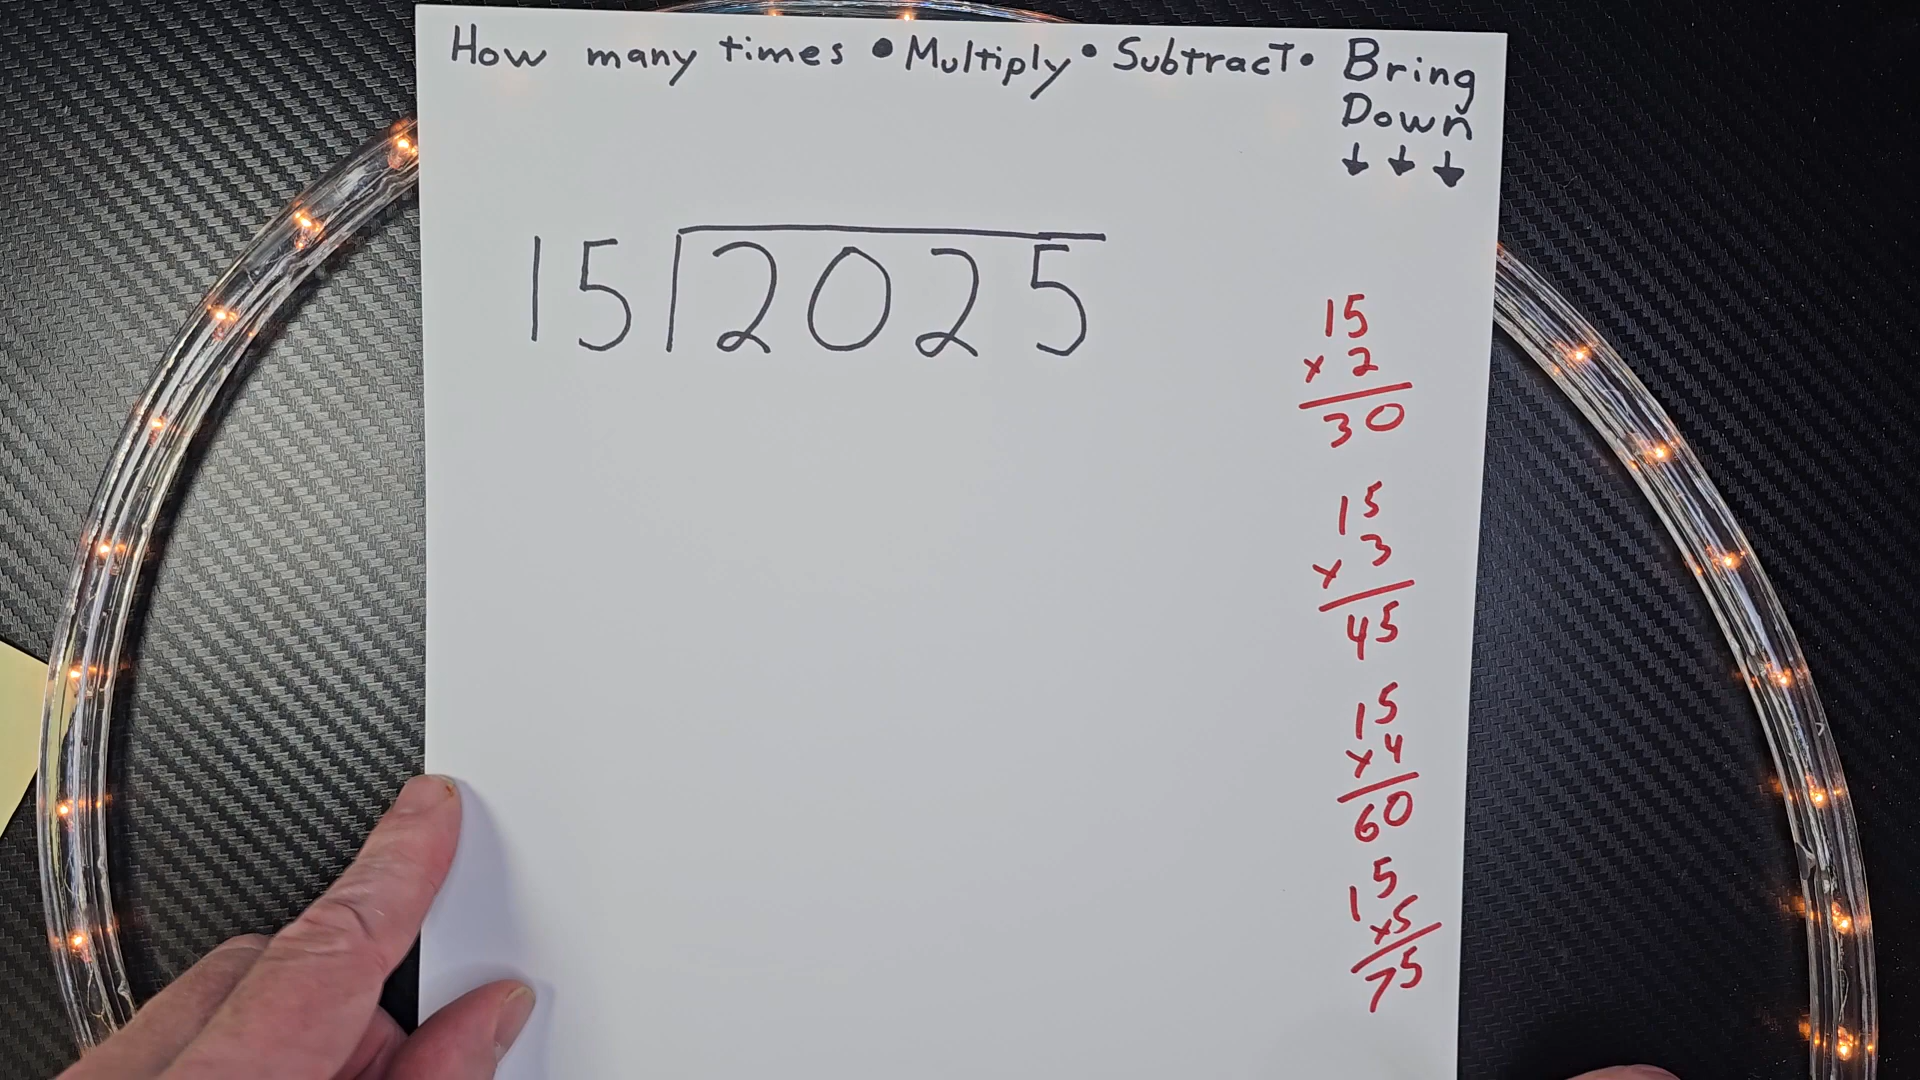 How many times • Multiply • Subtract • Bring
Down
↓ ↓ ↓
15)2025
15
x 2
30
15
x 3
45
15
x 4
60
15
x5
75